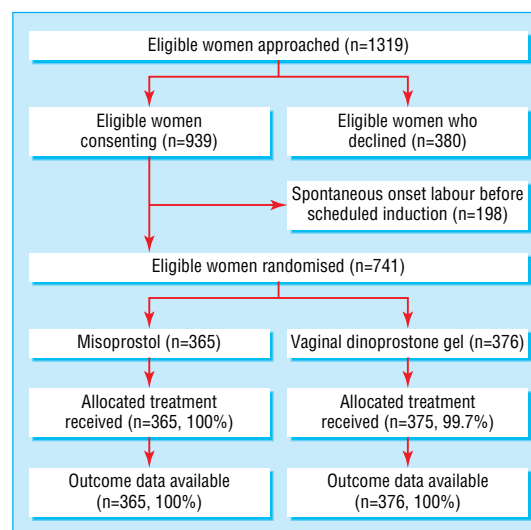 Eligible women approached (n=1319)
Eligible women
consenting (n=939)
Eligible women who
declined (n=380)
Spontaneous onset labour before
scheduled induction (n=198)
Eligible women randomised (n=741)
Misoprostol (n=365)
Vaginal dinoprostone gel (n=376)
Allocated treatment
received (n=365, 100%)
Allocated treatment
received (n=375, 99.7%)
Outcome data available
(n=365, 100%)
Outcome data available
(n=376, 100%)